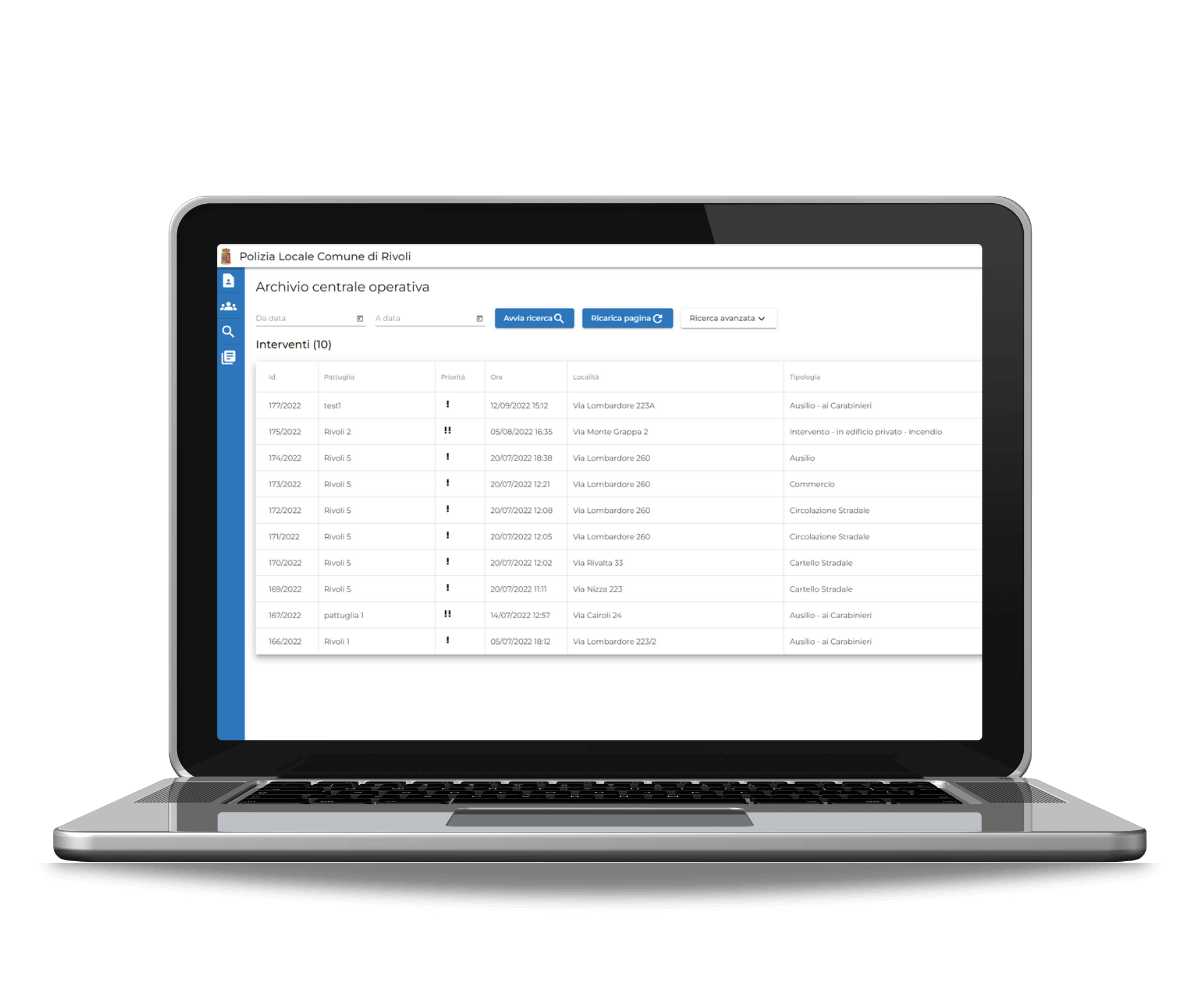 Polizia Locale Comune di Rivoli
Archivio centrale operativa
Da data A data Avvia ricerca Ricarica pagina Ricerca avanzata
Interventi (10)
Id Pattuglia Priorità Ora Località Tipologia
177/2022 test1 ! 12/09/2022 15:12 Via Lombardore 223A Ausilio - ai Carabinieri
175/2022 Rivoli 2 !! 05/08/2022 16:35 Via Monte Grappa 2 Intervento - in edificio privato - incendio
174/2022 Rivoli 5 ! 20/07/2022 18:38 Via Lombardore 260 Ausilio
173/2022 Rivoli 5 ! 20/07/2022 12:21 Via Lombardore 260 Commercio
172/2022 Rivoli 5 ! 20/07/2022 12:08 Via Lombardore 260 Circolazione Stradale
171/2022 Rivoli 5 ! 20/07/2022 12:05 Via Lombardore 260 Circolazione Stradale
170/2022 Rivoli 5 ! 20/07/2022 12:02 Via Rivalta 33 Cartello Stradale
169/2022 Rivoli 5 ! 20/07/2022 11:11 Via Nizza 223 Cartello Stradale
167/2022 pattuglia 1 !! 14/07/2022 12:57 Via Cairoli 24 Ausilio - ai Carabinieri
166/2022 Rivoli 1 ! 05/07/2022 18:12 Via Lombardore 223/2 Ausilio - ai Carabinieri